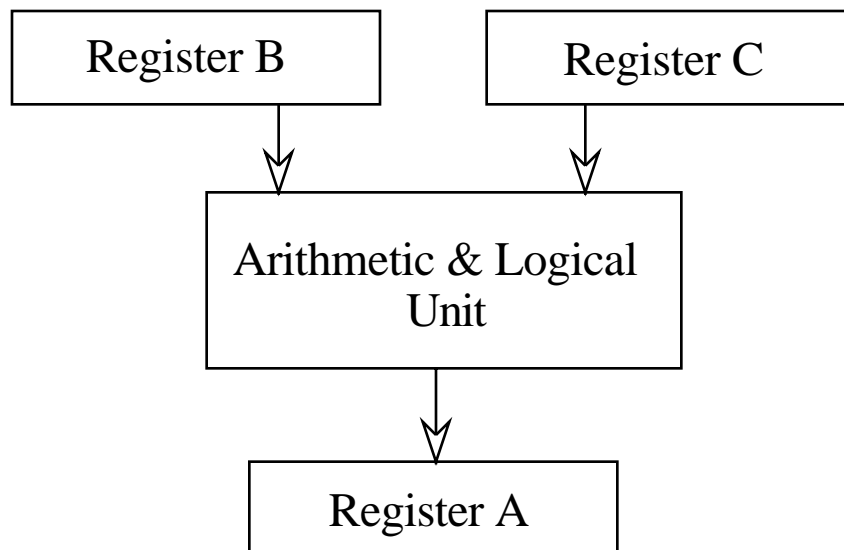 Register B
Register C
Arithmetic & Logical
Unit
Register A